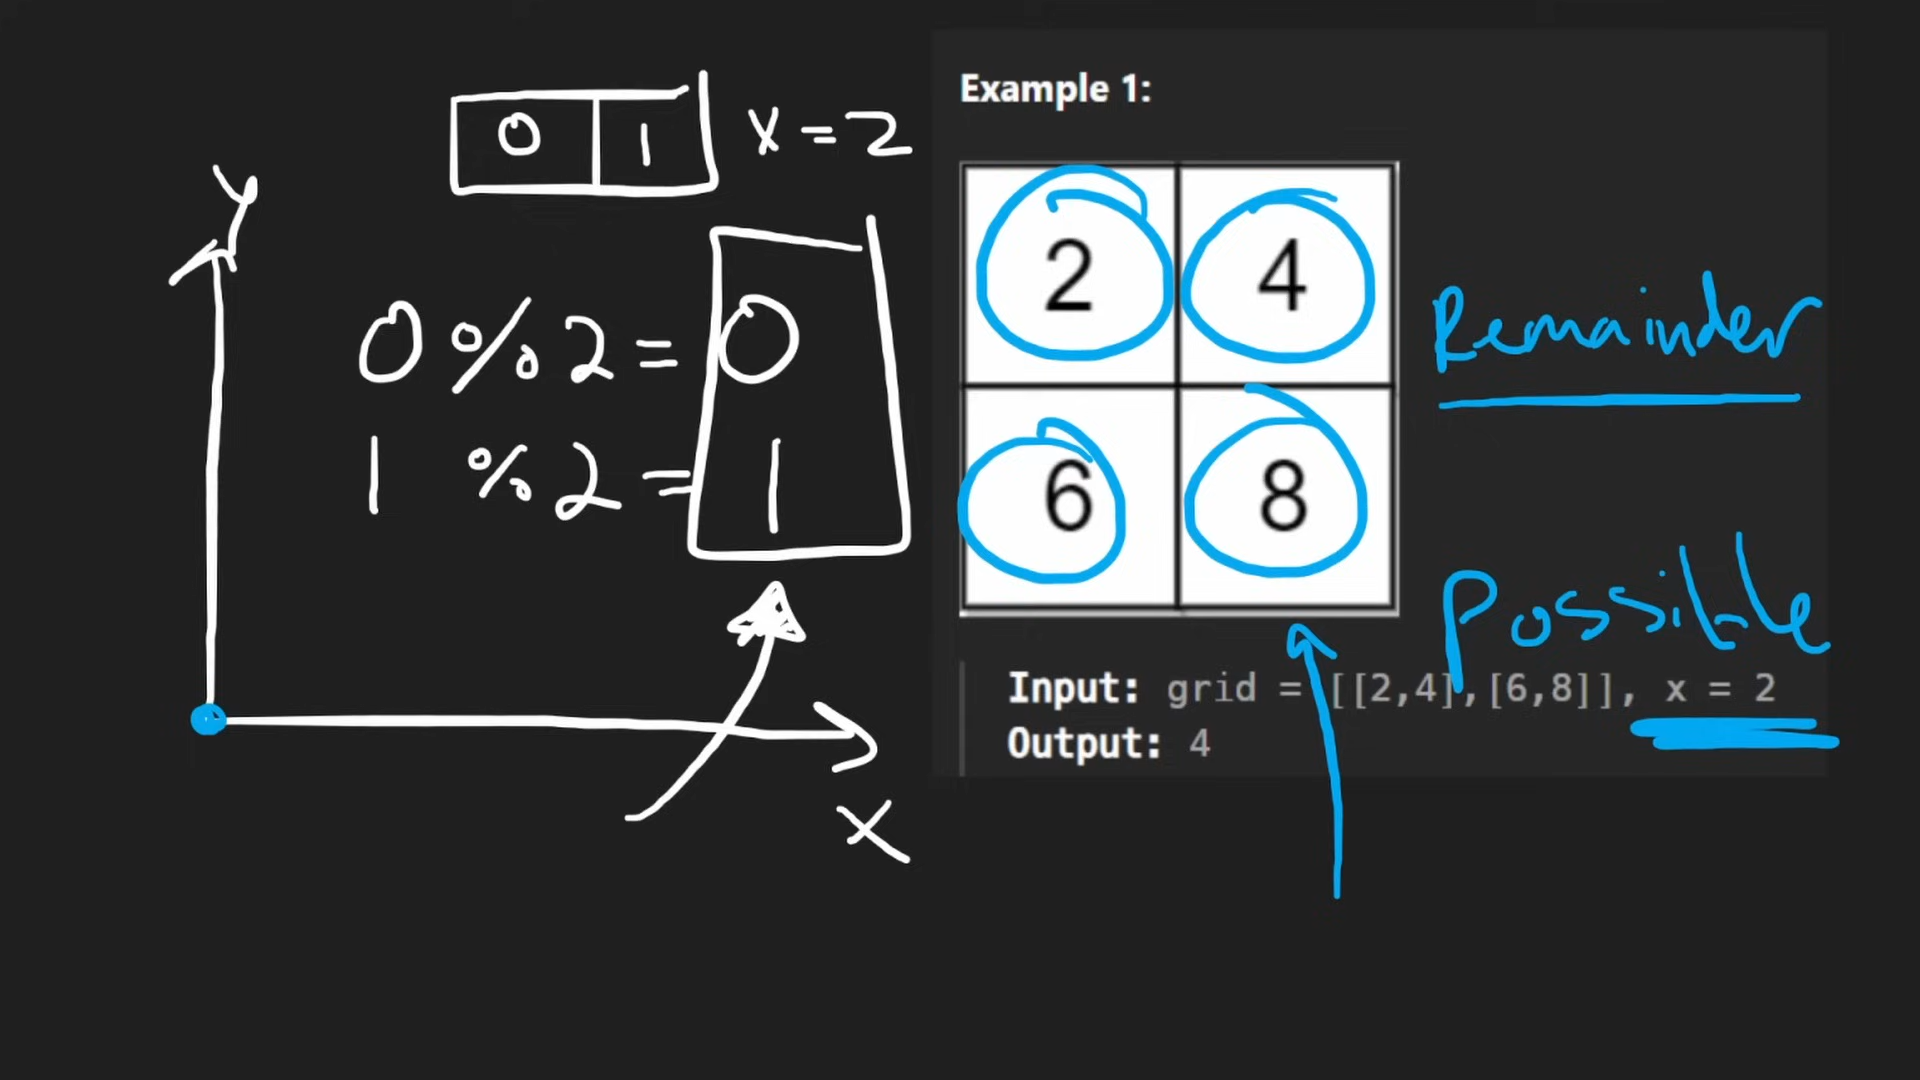 0 1 x = 2
Y
0 % 2 = 0
1 % 2 = 1
X
Example 1:
2 4
6 8
Remainder
Possible
Input: grid = [[2,4],[6,8]], x = 2
Output: 4